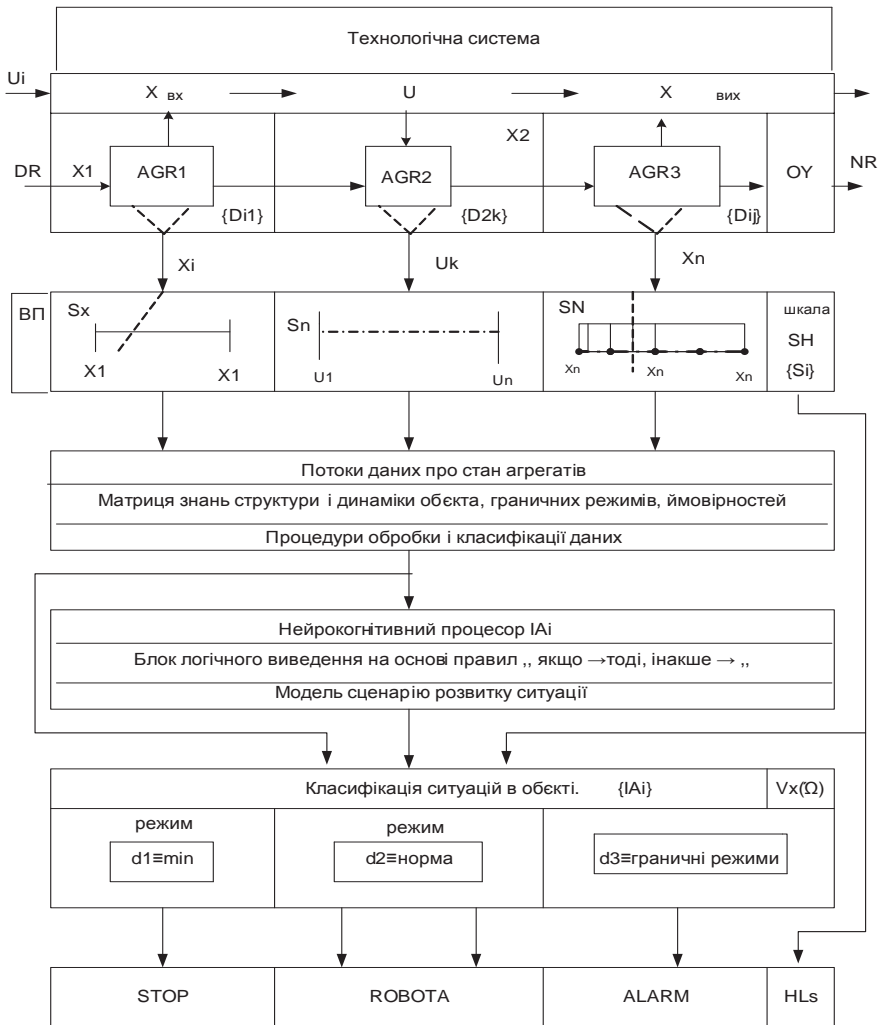 Технологічна система
Ui
X вх
U
X вих
X2
DR
X1
AGR1
AGR2
AGR3
OY
NR
{Di1}
{D2k}
{Dij}
Xi
Uk
Xn
ВП
Sx
X1
X1
Sn
U1
Un
SN
Xn
Xn
Xn
шкала
SH
{Si}
Потоки даних про стан агрегатів
Матриця знань структури і динаміки обєкта, граничних режимів, ймовірностей
Процедури обробки і класифікації даних
Нейрокогнітивний процесор IAi
Блок логічного виведення на основі правил ,, якщо →тоді, інакше → ,,
Модель сценарію розвитку ситуації
Класифікація ситуацій в обєкті. {IAi}
Vx(Ώ)
режим
d1≡min
режим
d2≡норма
d3≡граничні режими
STOP
ROBOTA
ALARM
HLs